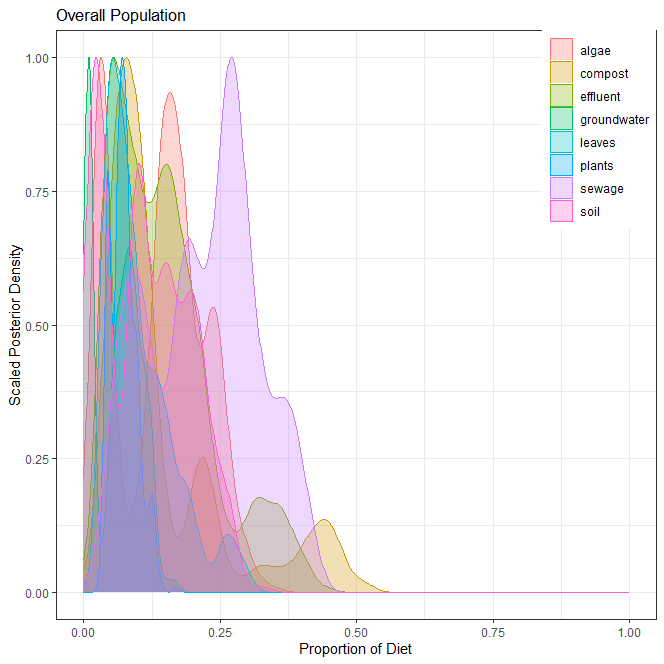 Overall Population
algae
compost
effluent
groundwater
leaves
plants
sewage
soil
1.00
0.75
0.50
0.25
0.00
Scaled Posterior Density
0.00 0.25 0.50 0.75 1.00
Proportion of Diet